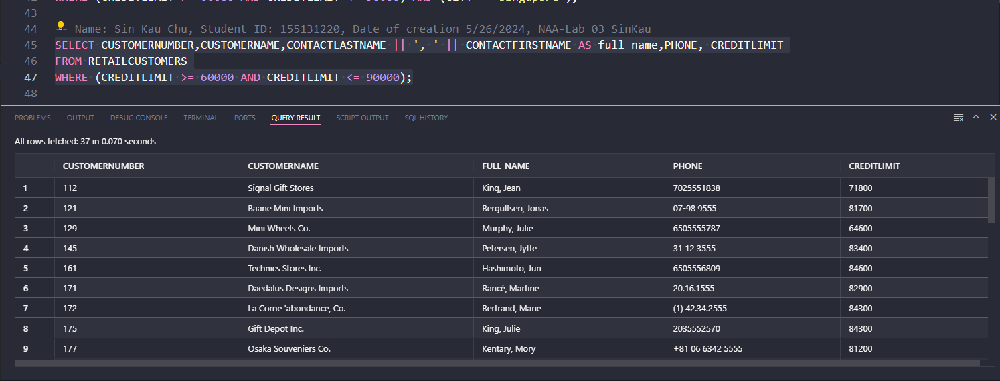 43
44 Name: Sin Kau Chu, Student ID: 155131220, Date of creation 5/26/2024, NAA-Lab 03_SinKau
45 SELECT CUSTOMERNUMBER,CUSTOMERNAME,CONTACTLASTNAME || ', ' || CONTACTFIRSTNAME AS full_name,PHONE, CREDITLIMIT
46 FROM RETAILCUSTOMERS
47 WHERE (CREDITLIMIT >= 60000 AND CREDITLIMIT <= 90000);
48
PROBLEMS OUTPUT DEBUG CONSOLE TERMINAL PORTS QUERY RESULT SCRIPT OUTPUT SQL HISTORY
All rows fetched: 37 in 0.070 seconds
CUSTOMERNUMBER CUSTOMERNAME FULL_NAME PHONE CREDITLIMIT
1 112 Signal Gift Stores King, Jean 7025551838 71800
2 121 Baane Mini Imports Bergulfsen, Jonas 07-98 9555 81700
3 129 Mini Wheels Co. Murphy, Julie 6505555787 64600
4 145 Danish Wholesale Imports Petersen, Jytte 31 12 3555 83400
5 161 Technics Stores Inc. Hashimoto, Juri 6505556809 84600
6 171 Daedalus Designs Imports Rancé, Martine 20.16.1555 82900
7 172 La Corne 'abondance, Co. Bertrand, Marie (1) 42.34.2555 84300
8 175 Gift Depot Inc. King, Julie 2035552570 84300
9 177 Osaka Souveniers Co. Kentary, Mory +81 06 6342 5555 81200